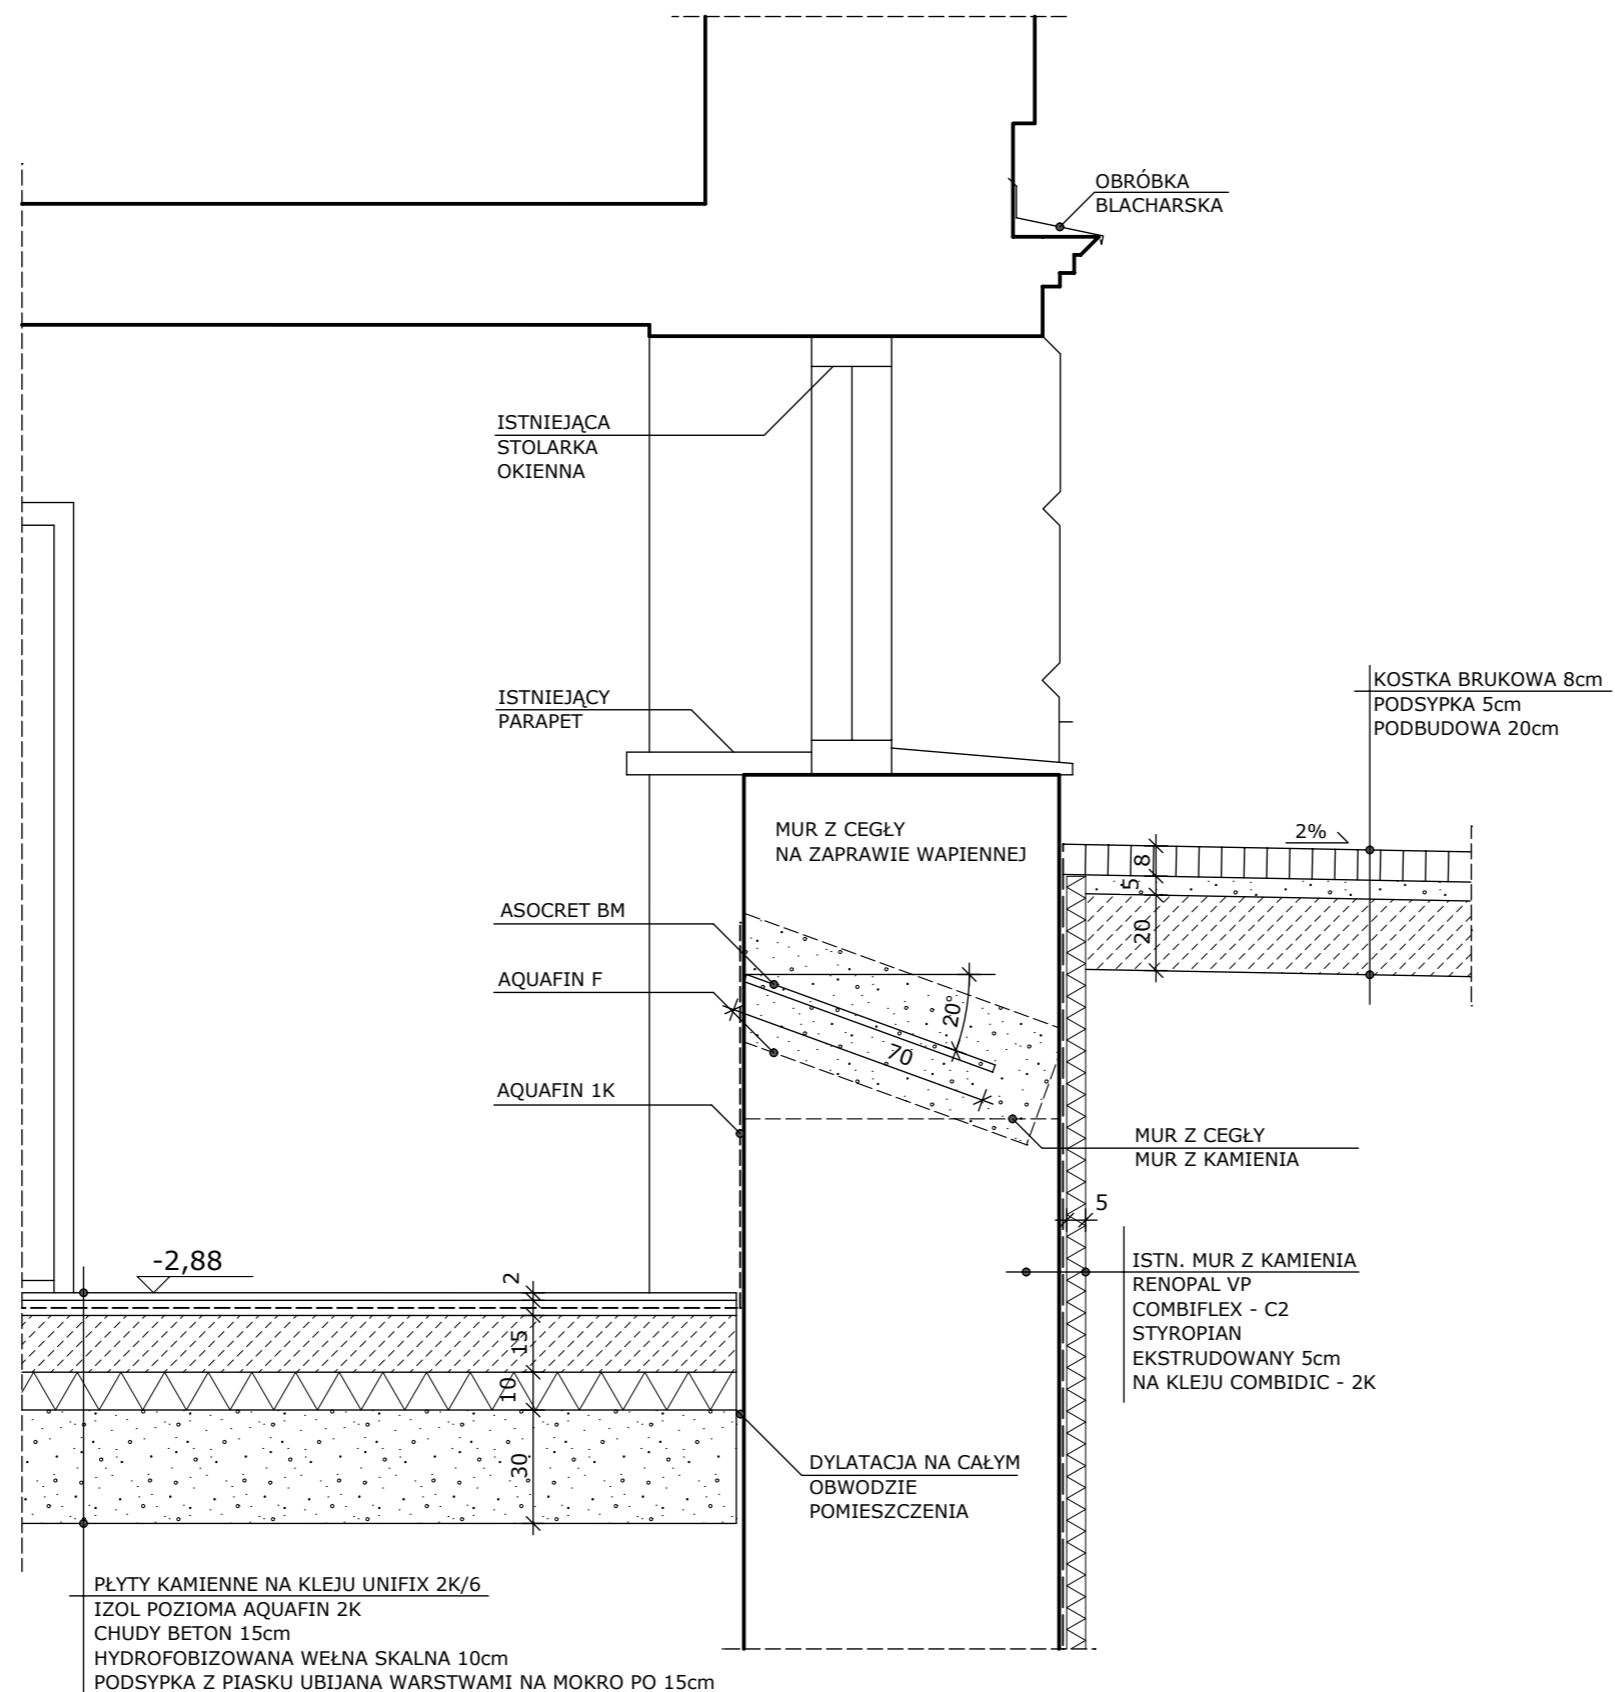 OBRÓBKA
BLACHARSKA
ISTNIEJĄCA
STOLARKA
OKIENNA
ISTNIEJĄCY
PARAPET
KOSTKA BRUKOWA 8cm
PODSYPKA 5cm
PODBUDOWA 20cm
MUR Z CEGŁY
NA ZAPRAWIE WAPIENNEJ
2%
8
5
20
ASOCRET BM
AQUAFIN F
20°
70
AQUAFIN 1K
MUR Z CEGŁY
MUR Z KAMIENIA
5
-2,88
2
15
10
30
ISTN. MUR Z KAMIENIA
RENOPAL VP
COMBIFLEX - C2
STYROPIAN
EKSTRUDOWANY 5cm
NA KLEJU COMBIDIC - 2K
DYLATACJA NA CAŁYM
OBWODZIE
POMIESZCZENIA
PŁYTY KAMIENNE NA KLEJU UNIFIX 2K/6
IZOL POZIOMA AQUAFIN 2K
CHUDY BETON 15cm
HYDROFOBIZOWANA WEŁNA SKALNA 10cm
PODSYPKA Z PIASKU UBIJANA WARSTWAMI NA MOKRO PO 15cm